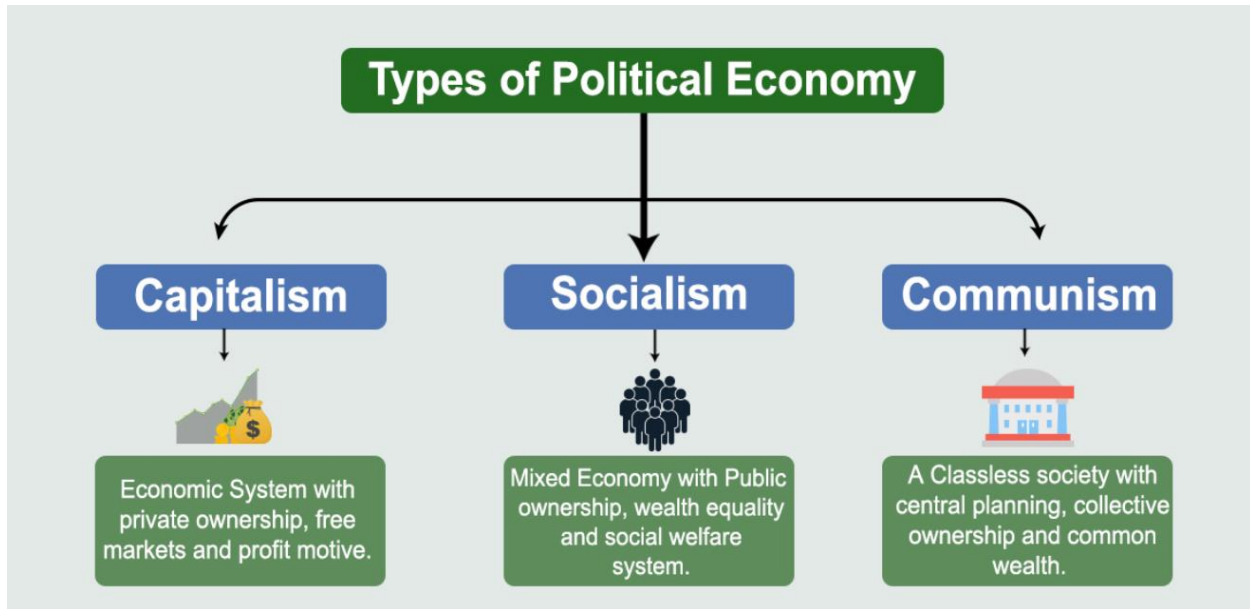 Types of Political Economy
Capitalism
Socialism
Communism
$
Economic System with
private ownership, free
markets and profit motive.
Mixed Economy with Public
ownership, wealth equality
and social welfare
system.
A Classless society with
central planning, collective
ownership and common
wealth.